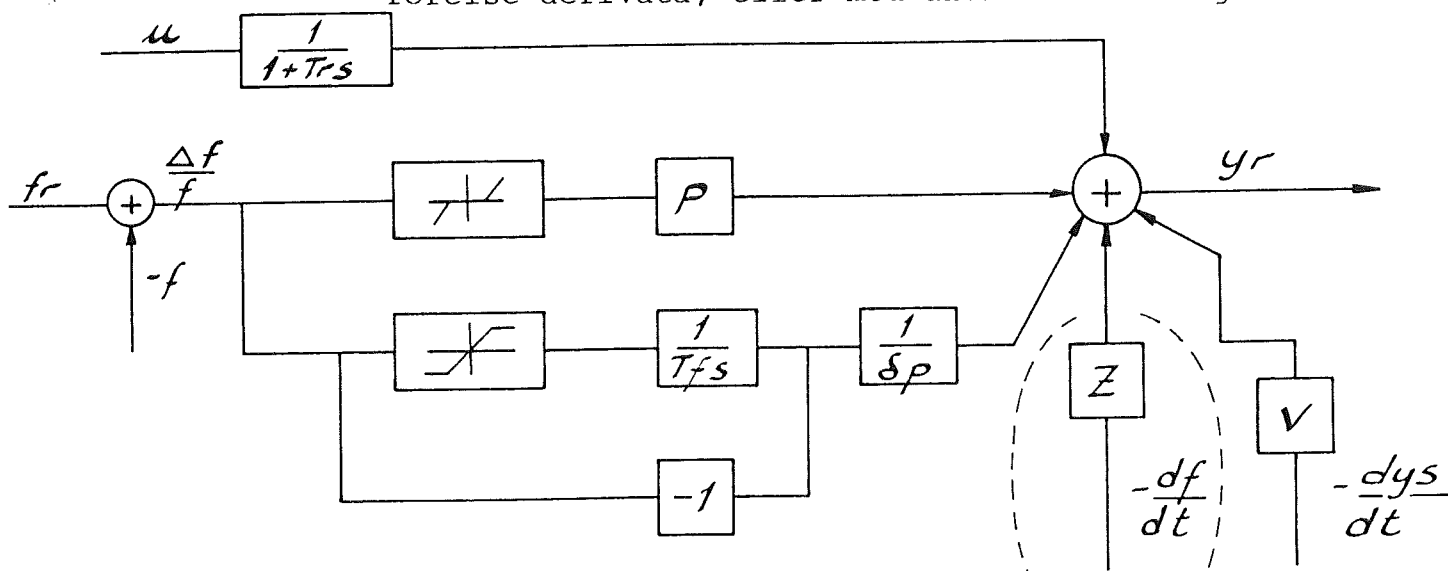 u
1
1+Trs
fr
+
Δf
f
-f
P
+
yr
1
Tfs
1
δp
-1
Z
V
-df
dt
-dys
dt